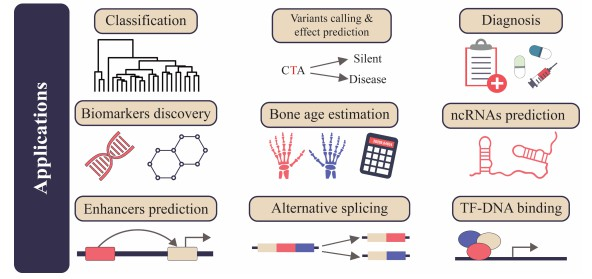 Applications
Classification
Variants calling &
effect prediction
CTA
Silent
Disease
Diagnosis
Biomarkers discovery
Bone age estimation
ncRNAs prediction
Enhancers prediction
Alternative splicing
TF-DNA binding